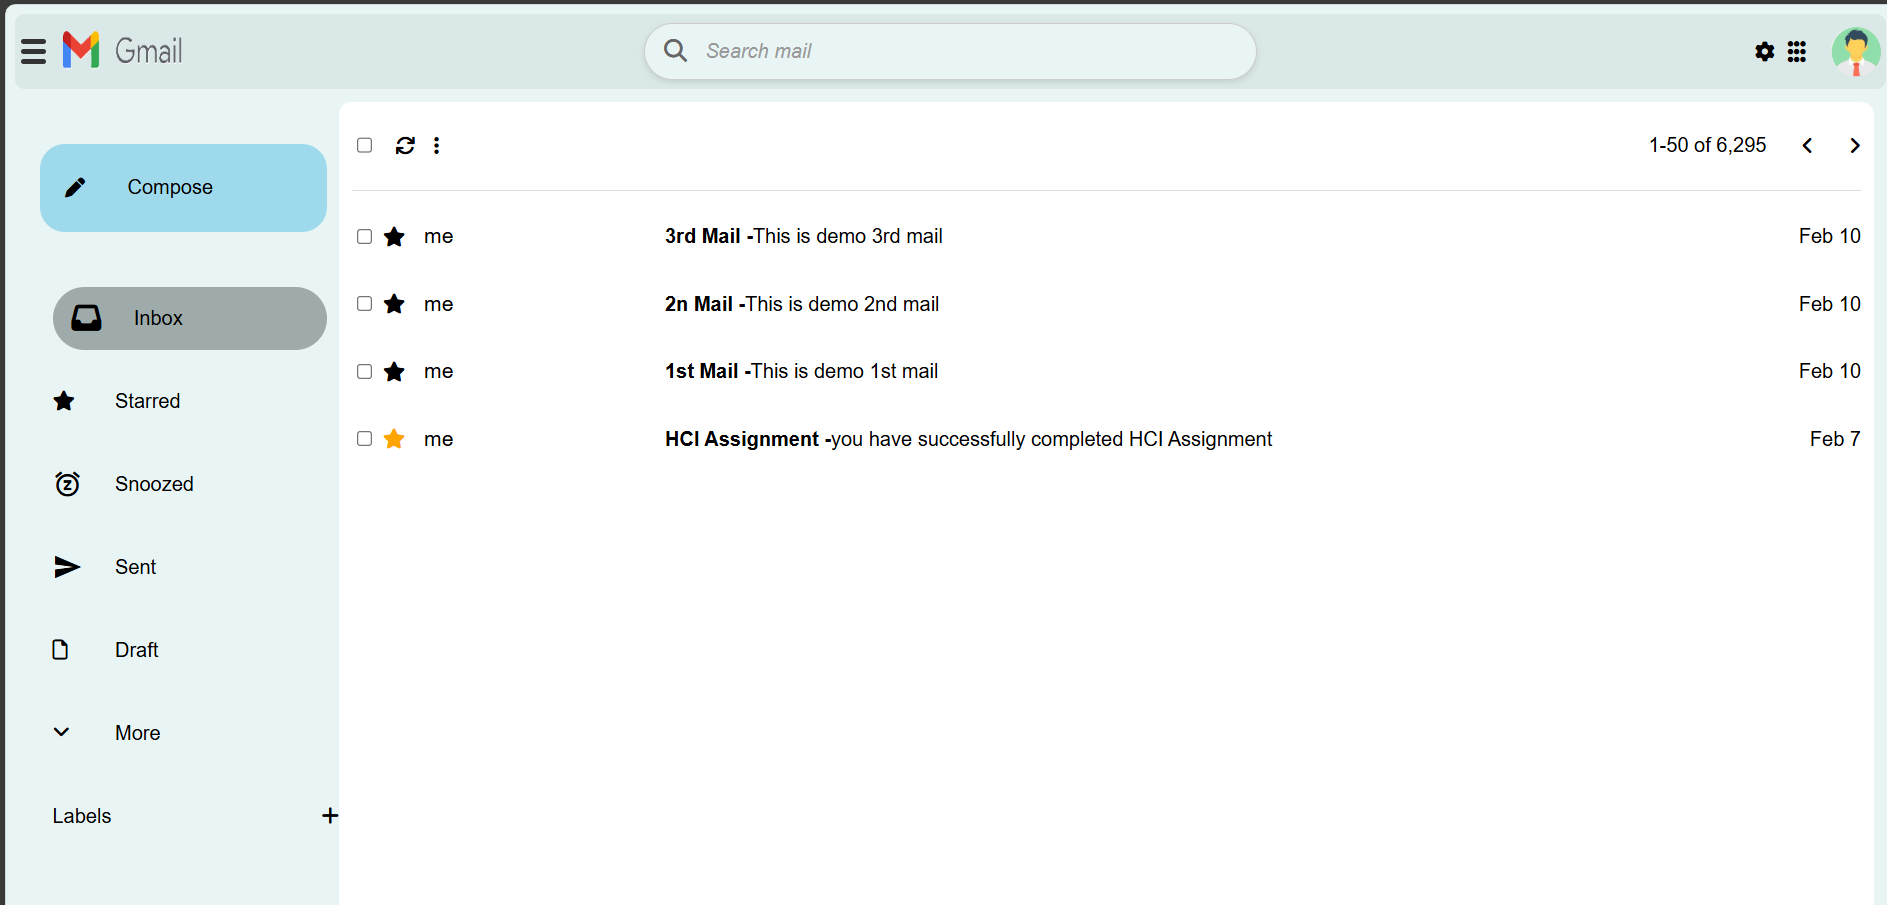 Gmail
Search mail
Compose
1-50 of 6,295
me 3rd Mail -This is demo 3rd mail Feb 10
Inbox
me 2n Mail -This is demo 2nd mail Feb 10
me 1st Mail -This is demo 1st mail Feb 10
Starred
me HCI Assignment -you have successfully completed HCI Assignment Feb 7
Snoozed
Sent
Draft
More
Labels +